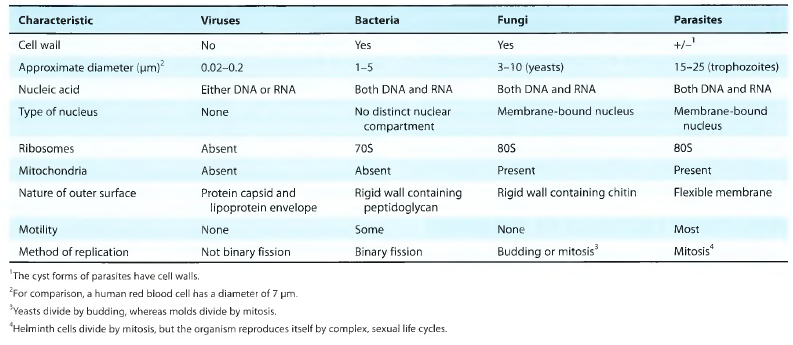 Characteristic Viruses Bacteria Fungi Parasites
Cell wall No Yes Yes +/–¹
Approximate diameter (µm)² 0.02–0.2 1–5 3–10 (yeasts) 15–25 (trophozoites)
Nucleic acid Either DNA or RNA Both DNA and RNA Both DNA and RNA Both DNA and RNA
Type of nucleus None No distinct nuclear Membrane-bound nucleus Membrane-bound
compartment nucleus
Ribosomes Absent 70S 80S 80S
Mitochondria Absent Absent Present Present
Nature of outer surface Protein capsid and Rigid wall containing Rigid wall containing chitin Flexible membrane
lipoprotein envelope peptidoglycan
Motility None Some None Most
Method of replication Not binary fission Binary fission Budding or mitosis³ Mitosis⁴
¹The cyst forms of parasites have cell walls.
²For comparison, a human red blood cell has a diameter of 7 µm.
³Yeasts divide by budding, whereas molds divide by mitosis.
⁴Helminth cells divide by mitosis, but the organism reproduces itself by complex, sexual life cycles.